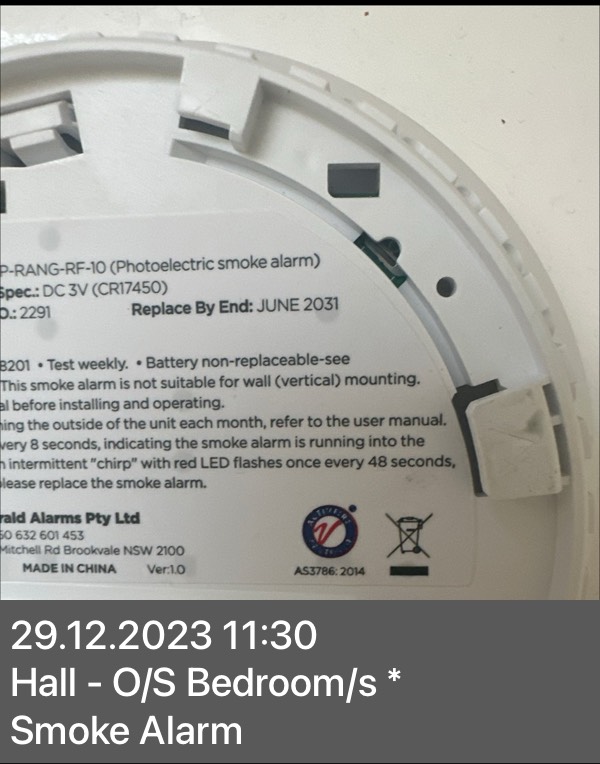 P-RANG-RF-10 (Photoelectric smoke alarm)
Spec.: DC 3V (CR17450)
O.: 2291 Replace By End: JUNE 2031
8201 • Test weekly. • Battery non-replaceable-see
This smoke alarm is not suitable for wall (vertical) mounting.
al before installing and operating.
ning the outside of the unit each month, refer to the user manual.
very 8 seconds, indicating the smoke alarm is running into the
n intermittent "chirp" with red LED flashes once every 48 seconds,
lease replace the smoke alarm.
rald Alarms Pty Ltd
50 632 601 453
Mitchell Rd Brookvale NSW 2100
MADE IN CHINA Ver:1.0
AS3786: 2014
29.12.2023 11:30
Hall - O/S Bedroom/s *
Smoke Alarm